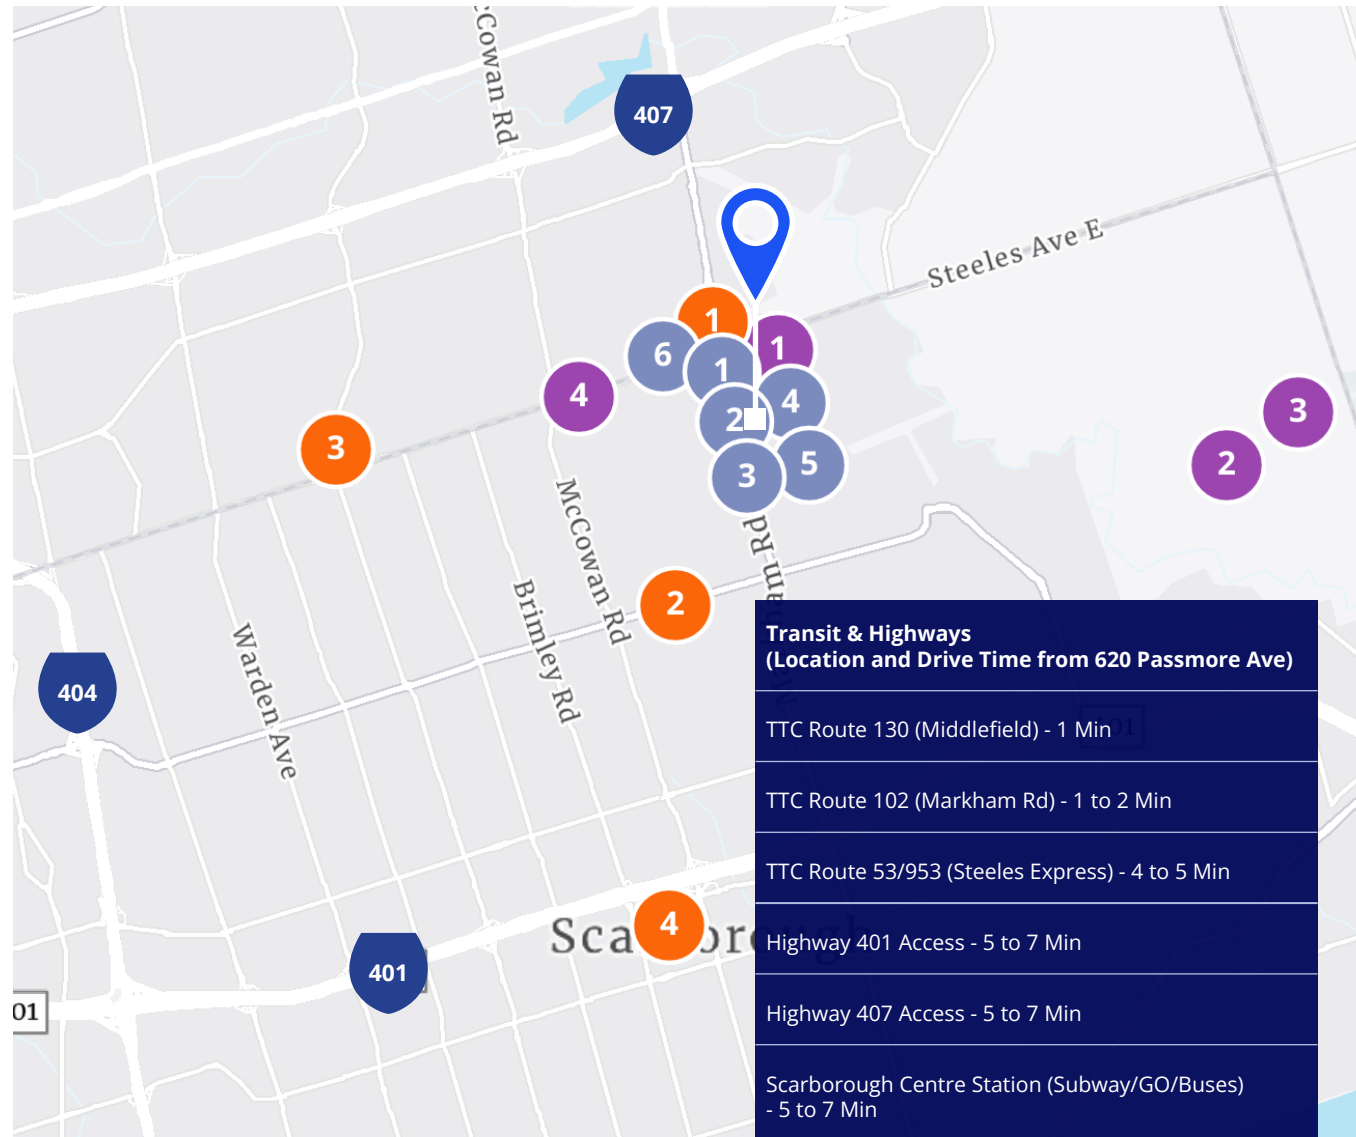 cCowan Rd
407
Steeles Ave E
1
1
6
1
4
4
3
2
3
2
3
5
McCowan Rd
2
Brimley Rd
Warden Ave
404
Scarborough
4
401
01
Transit & Highways
(Location and Drive Time from 620 Passmore Ave)
TTC Route 130 (Middlefield) - 1 Min
TTC Route 102 (Markham Rd) - 1 to 2 Min
TTC Route 53/953 (Steeles Express) - 4 to 5 Min
Highway 401 Access - 5 to 7 Min
Highway 407 Access - 5 to 7 Min
Scarborough Centre Station (Subway/GO/Buses)
- 5 to 7 Min